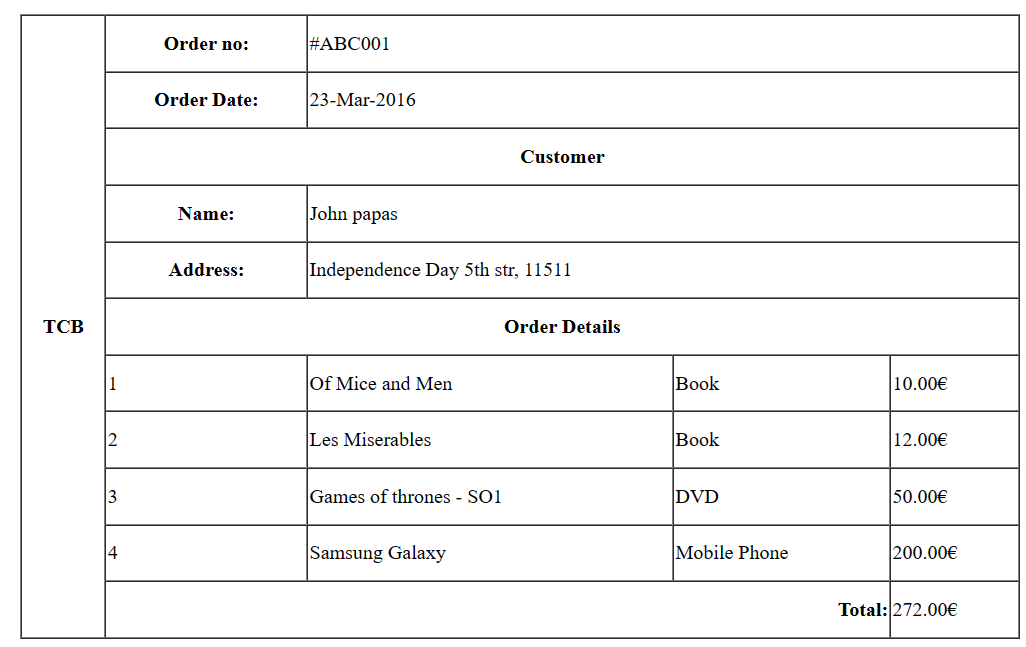 Order no: #ABC001
Order Date: 23-Mar-2016
Customer
Name: John papas
Address: Independence Day 5th str, 11511
TCB
Order Details
1 Of Mice and Men Book 10.00€
2 Les Miserables Book 12.00€
3 Games of thrones - SO1 DVD 50.00€
4 Samsung Galaxy Mobile Phone 200.00€
Total: 272.00€